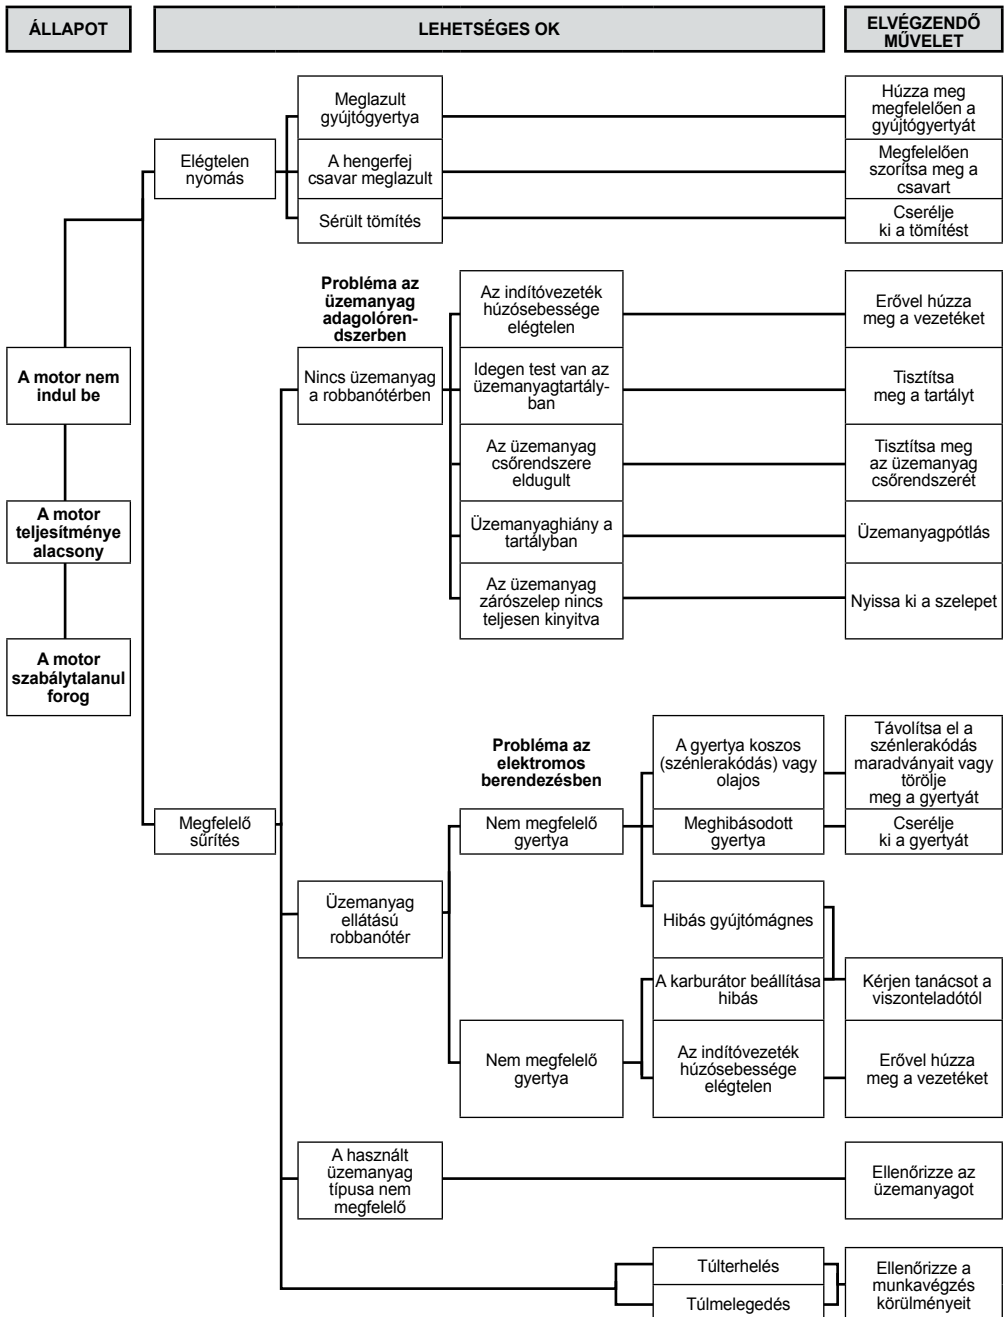 ÁLLAPOT
LEHETSÉGES OK
ELVÉGZENDŐ
MŰVELET
Meglazult
gyújtógyertya
Húzza meg
megfelelően a
gyújtógyertyát
Elégtelen
nyomás
A hengerfej
csavar meglazult
Megfelelően
szorítsa meg a
csavart
Sérült tömítés
Cserélje
ki a tömítést
Probléma az
üzemanyag
adagolóren-
dszerben
Az indítóvezeték
húzósebessége
elégtelen
Erővel húzza
meg a vezetéket
A motor nem
indul be
Nincs üzemanyag
a robbanótérben
Idegen test van az
üzemanyagtartály-
ban
Tisztítsa
meg a tartályt
Az üzemanyag
csőrendszere
eldugult
Tisztítsa meg
az üzemanyag
csőrendszerét
A motor
teljesítménye
alacsony
Üzemanyaghiány a
tartályban
Üzemanyagpótlás
Az üzemanyag
zárószelep nincs
teljesen kinyitva
Nyissa ki a szelepet
A motor
szabálytalanul
forog
Probléma az
elektromos
berendezésben
A gyertya koszos
(szénlerakódás) vagy
olajos
Távolítsa el a
szénlerakódás
maradványait vagy
törölje
meg a gyertyát
Megfelelő
sűrítés
Nem megfelelő
gyertya
Meghibásodott
gyertya
Cserélje
ki a gyertyát
Üzemanyag
ellátású
robbanótér
Hibás gyújtómágnes
A karburátor beállítása
hibás
Kérjen tanácsot a
viszonteladótól
Nem megfelelő
gyertya
Az indítóvezeték
húzósebessége
elégtelen
Erővel húzza
meg a vezetéket
A használt
üzemanyag
típusa nem
megfelelő
Ellenőrizze az
üzemanyagot
Túlterhelés
Túlmelegedés
Ellenőrizze a
munkavégzés
körülményeit